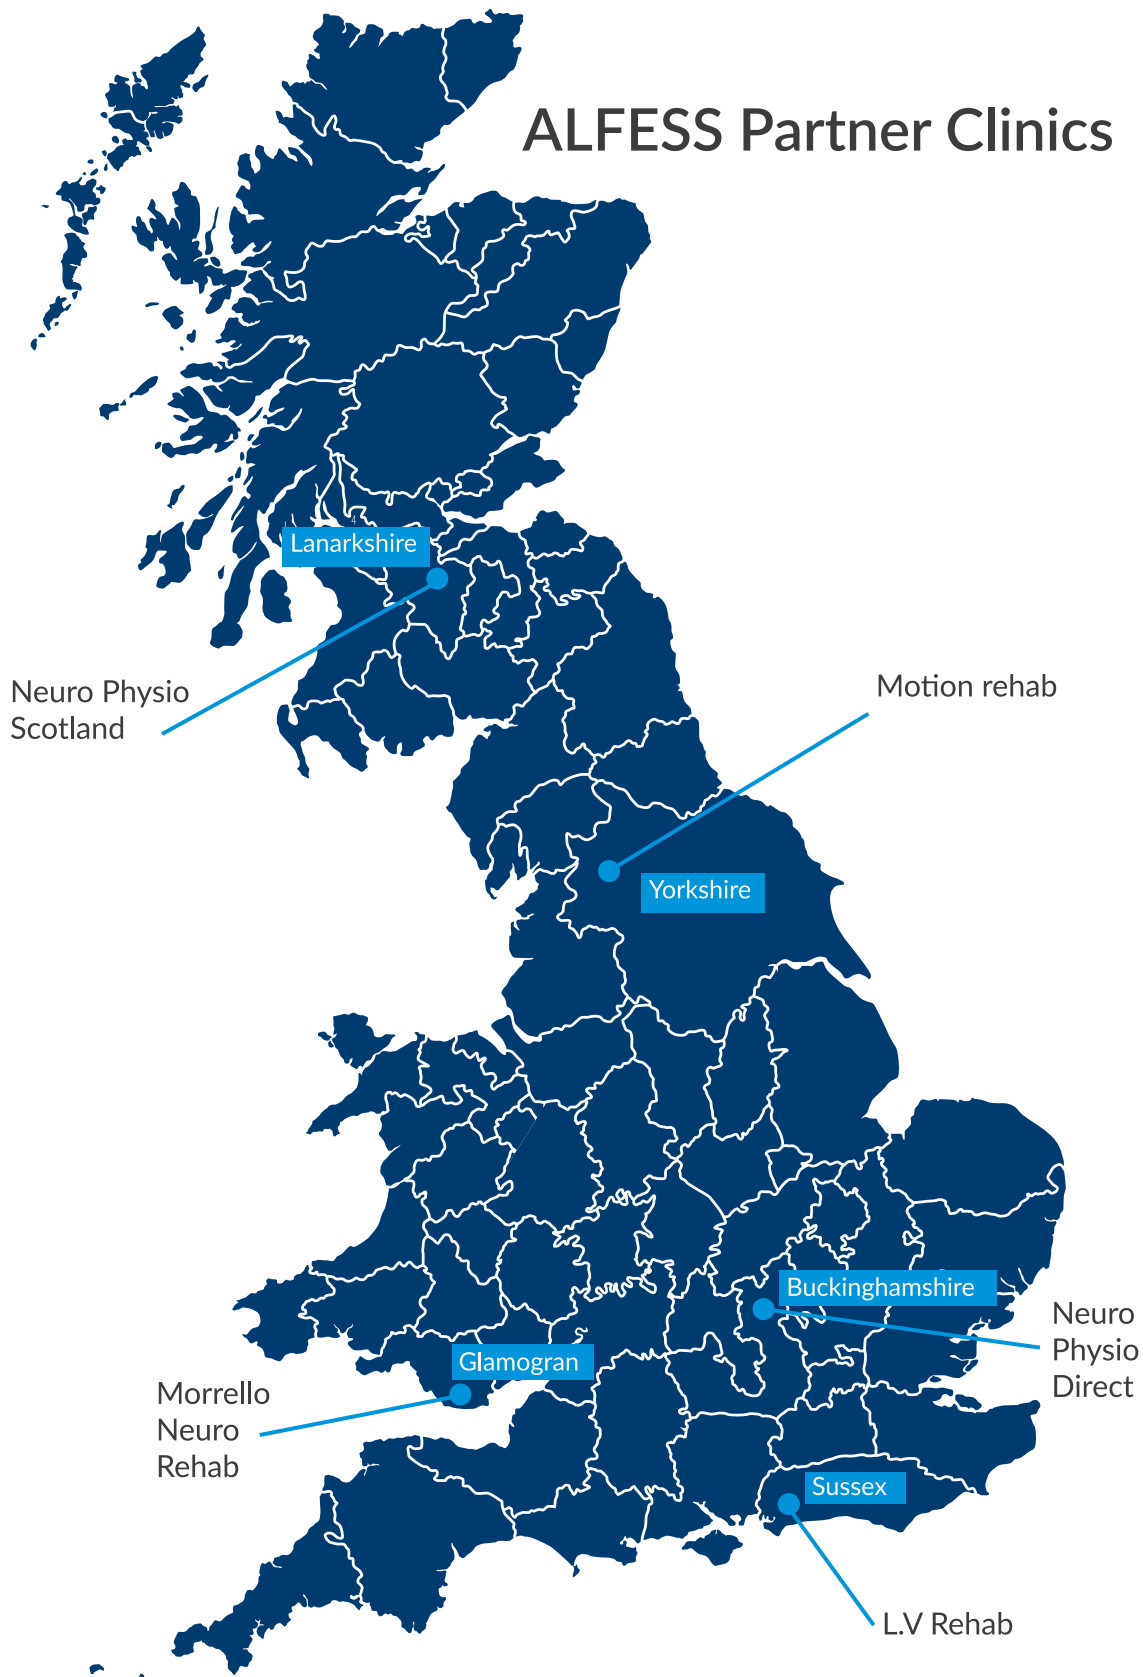 ALFESS Partner Clinics
4
Lanarkshire
Neuro Physio
Scotland
Motion rehab
Yorkshire
Buckinghamshire
Neuro
Physio
Direct
Glamogran
Morrello
Neuro
Rehab
Sussex
L.V Rehab